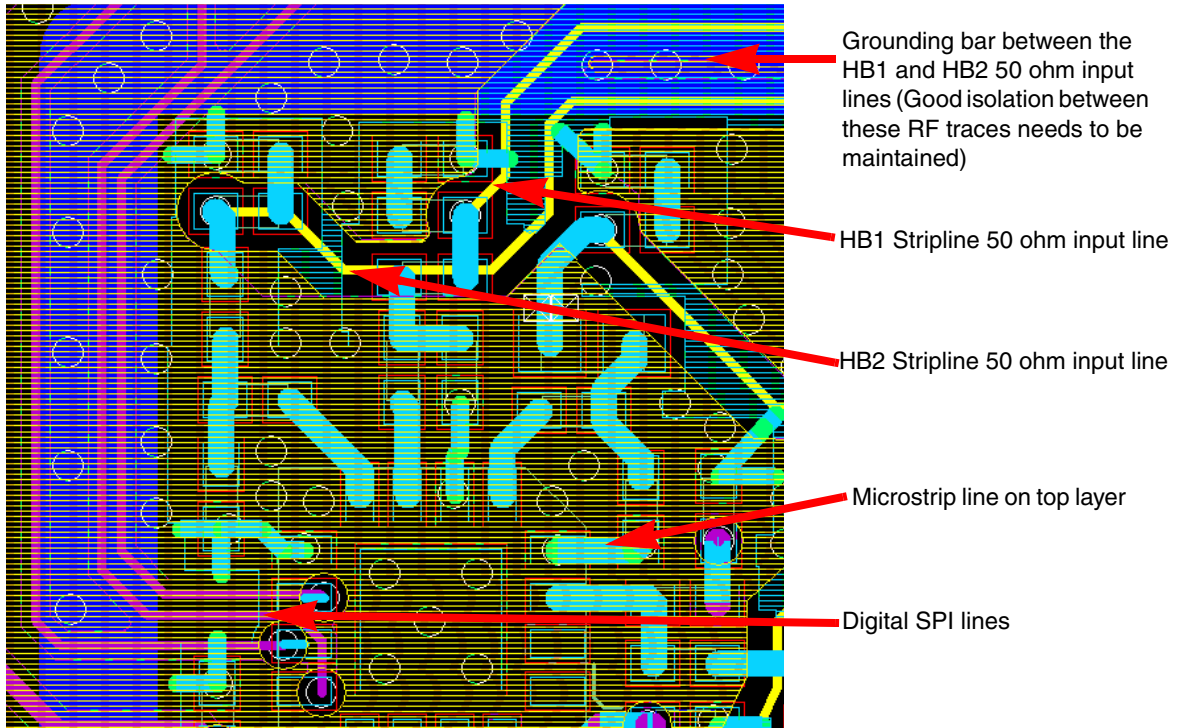 Grounding bar between the
HB1 and HB2 50 ohm input
lines (Good isolation between
these RF traces needs to be
maintained)
HB1 Stripline 50 ohm input line
HB2 Stripline 50 ohm input line
Microstrip line on top layer
Digital SPI lines